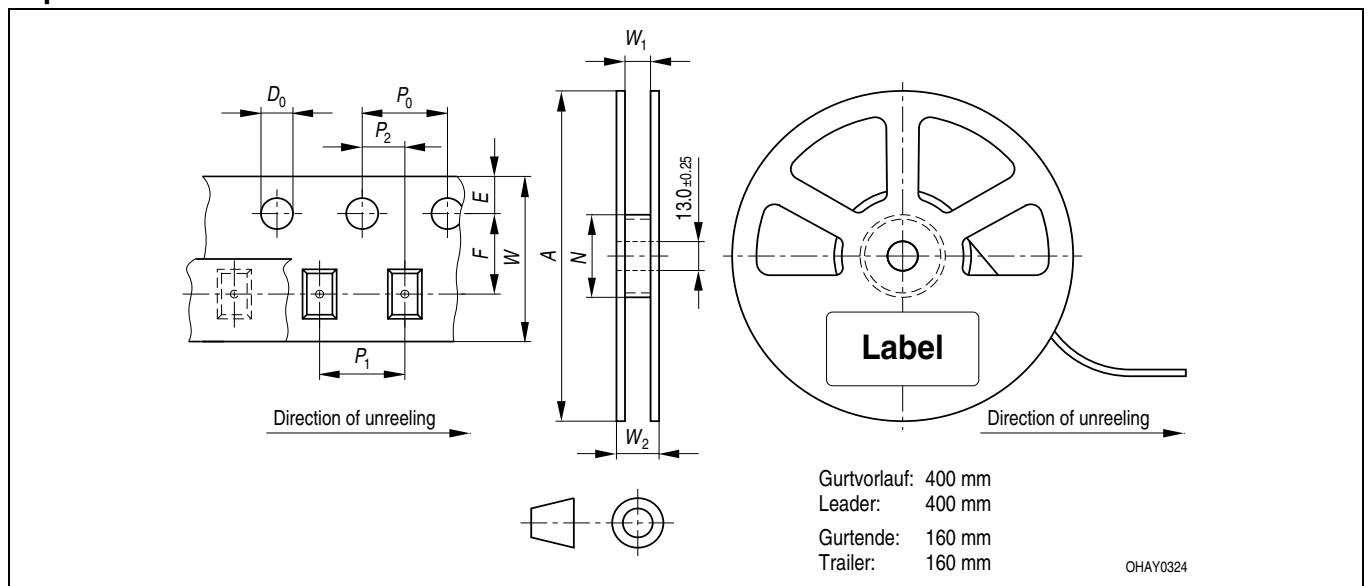 W₁
D₀
P₀
P₂
E
F
W
A
N
13.0 ±0.25
P₁
Label
W₂
Direction of unreeling
Direction of unreeling
Gurtvorlauf: 400 mm
Leader: 400 mm
Gurtende: 160 mm
Trailer: 160 mm
OHAY0324